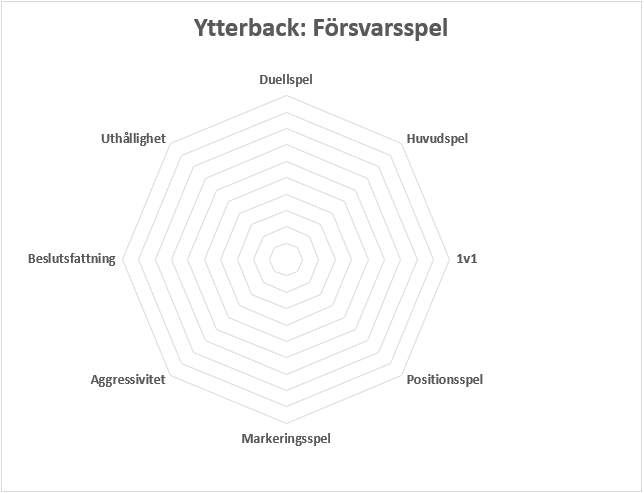 Ytterback: Försvarsspel
Duellspel
Uthållighet
Huvudspel
Beslutsfattning
1v1
Aggressivitet
Positionsspel
Markeringsspel